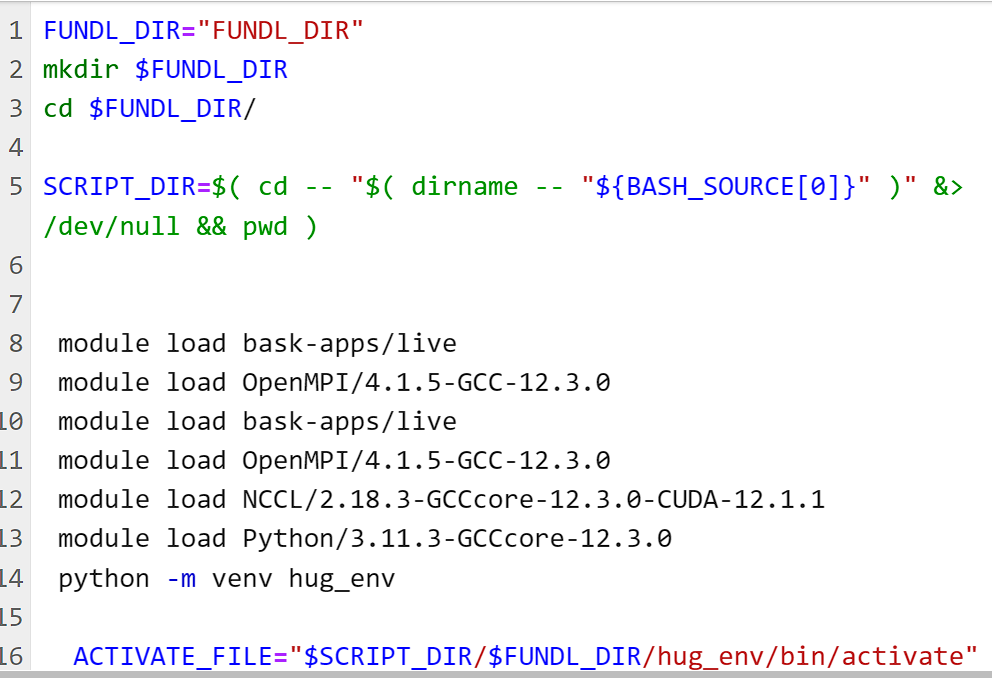 1 FUNDL_DIR="FUNDL_DIR"
2 mkdir $FUNDL_DIR
3 cd $FUNDL_DIR/
4
5 SCRIPT_DIR=$( cd -- "$( dirname -- "${BASH_SOURCE[0]}" )" &>
/dev/null && pwd )
6
7
8 module load bask-apps/live
9 module load OpenMPI/4.1.5-GCC-12.3.0
10 module load bask-apps/live
11 module load OpenMPI/4.1.5-GCC-12.3.0
12 module load NCCL/2.18.3-GCCcore-12.3.0-CUDA-12.1.1
13 module load Python/3.11.3-GCCcore-12.3.0
14 python -m venv hug_env
15
16 ACTIVATE_FILE="$SCRIPT_DIR/$FUNDL_DIR/hug_env/bin/activate"